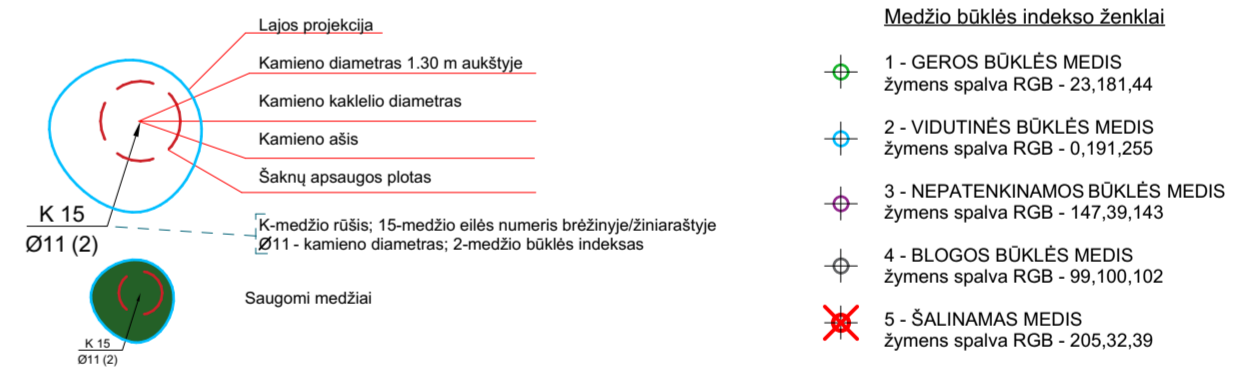 Lajos projekcija
Kamieno diametras 1.30 m aukštyje
Kamieno kaklelio diametras
Kamieno ašis
Šaknų apsaugos plotas
K 15
Ø11 (2)
K-medžio rūšis; 15-medžio eilės numeris brėžinyje/žiniaraštyje
Ø11 - kamieno diametras; 2-medžio būklės indeksas
Saugomi medžiai
K 15
Ø11 (2)
Medžio būklės indekso ženklai
1 - GEROS BŪKLĖS MEDIS
žymens spalva RGB - 23,181,44
2 - VIDUTINĖS BŪKLĖS MEDIS
žymens spalva RGB - 0,191,255
3 - NEPATENKINAMOS BŪKLĖS MEDIS
žymens spalva RGB - 147,39,143
4 - BLOGOS BŪKLĖS MEDIS
žymens spalva RGB - 99,100,102
5 - ŠALINAMAS MEDIS
žymens spalva RGB - 205,32,39